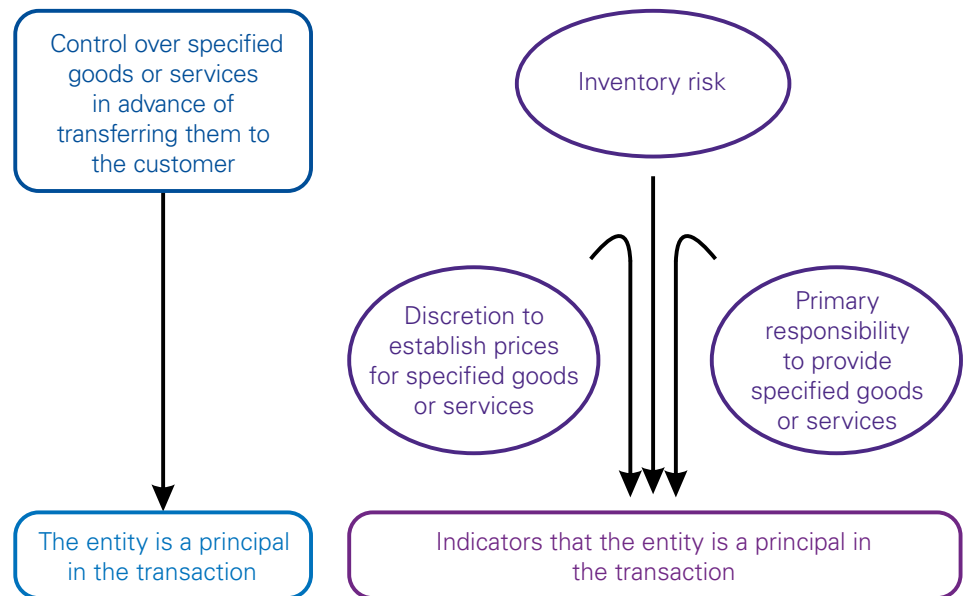 Control over specified
goods or services
in advance of
transferring them to
the customer
Inventory risk
Discretion to
establish prices
for specified goods
or services
Primary
responsibility
to provide
specified goods
or services
The entity is a principal
in the transaction
Indicators that the entity is a principal in
the transaction